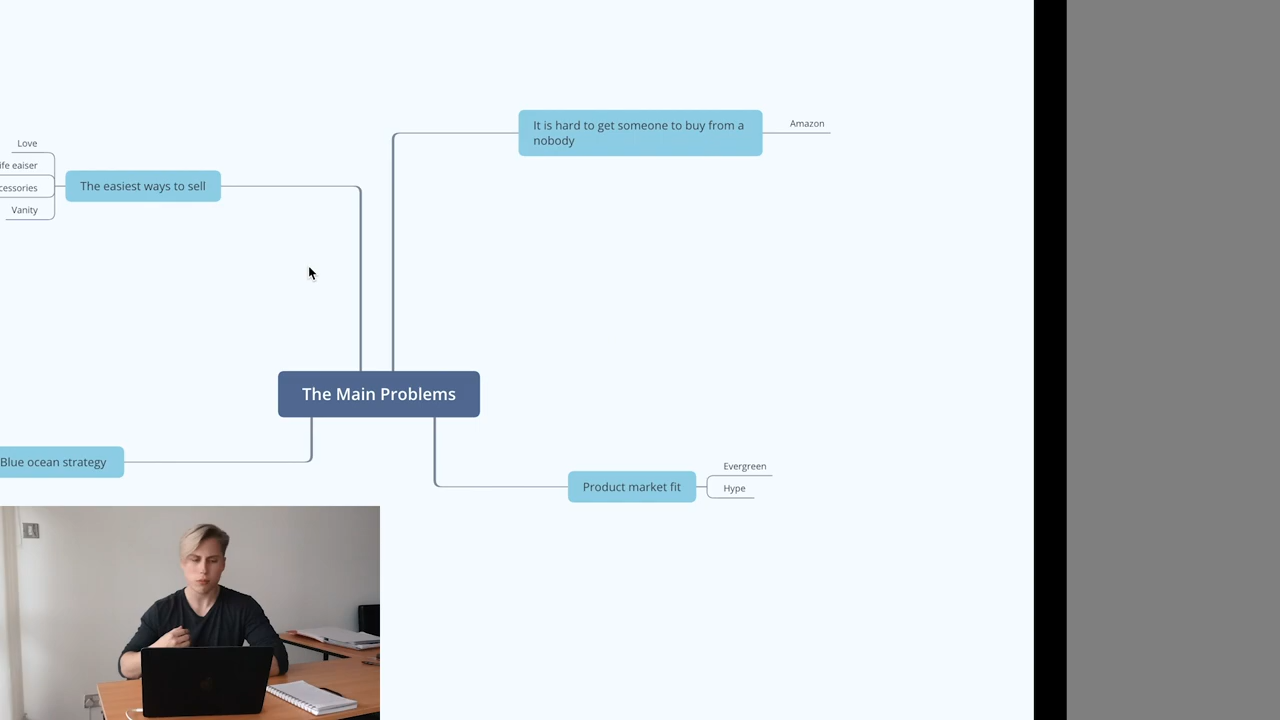 It is hard to get someone to buy from a
nobody
Amazon
Love
ife eaiser
cessories
Vanity
The easiest ways to sell
The Main Problems
Blue ocean strategy
Product market fit
Evergreen
Hype